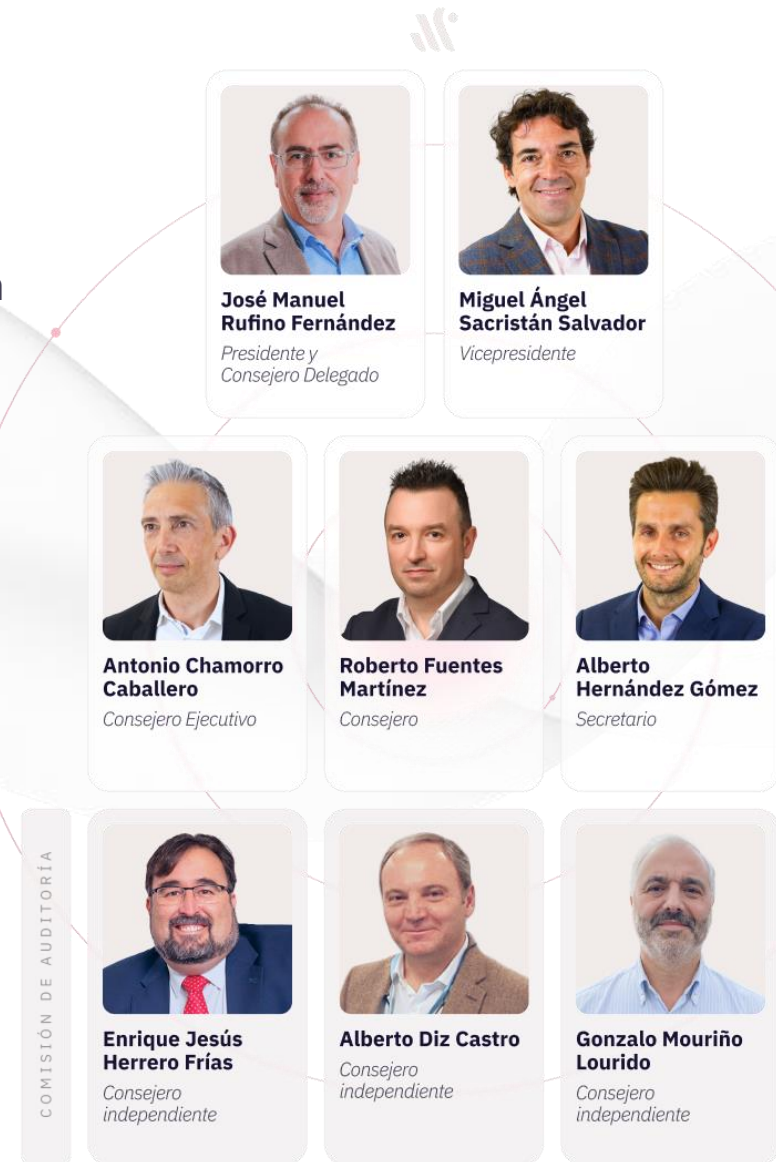 José Manuel
Rufino Fernández
Presidente y
Consejero Delegado
Miguel Ángel
Sacristán Salvador
Vicepresidente
Antonio Chamorro
Caballero
Consejero Ejecutivo
Roberto Fuentes
Martínez
Consejero
Alberto
Hernández Gómez
Secretario
COMISIÓN DE AUDITORÍA
Enrique Jesús
Herrero Frías
Consejero
independiente
Alberto Diz Castro
Consejero
independiente
Gonzalo Mouriño
Lourido
Consejero
independiente